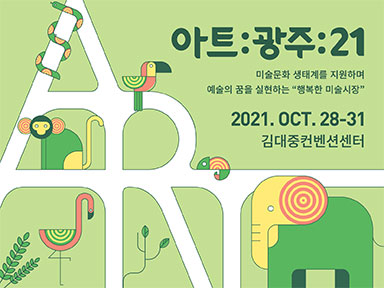 아트:광주:21
미술문화 생태계를 지원하며
예술의 꿈을 실현하는 “행복한 미술시장”
2021. OCT. 28-31
김대중컨벤션센터
ART